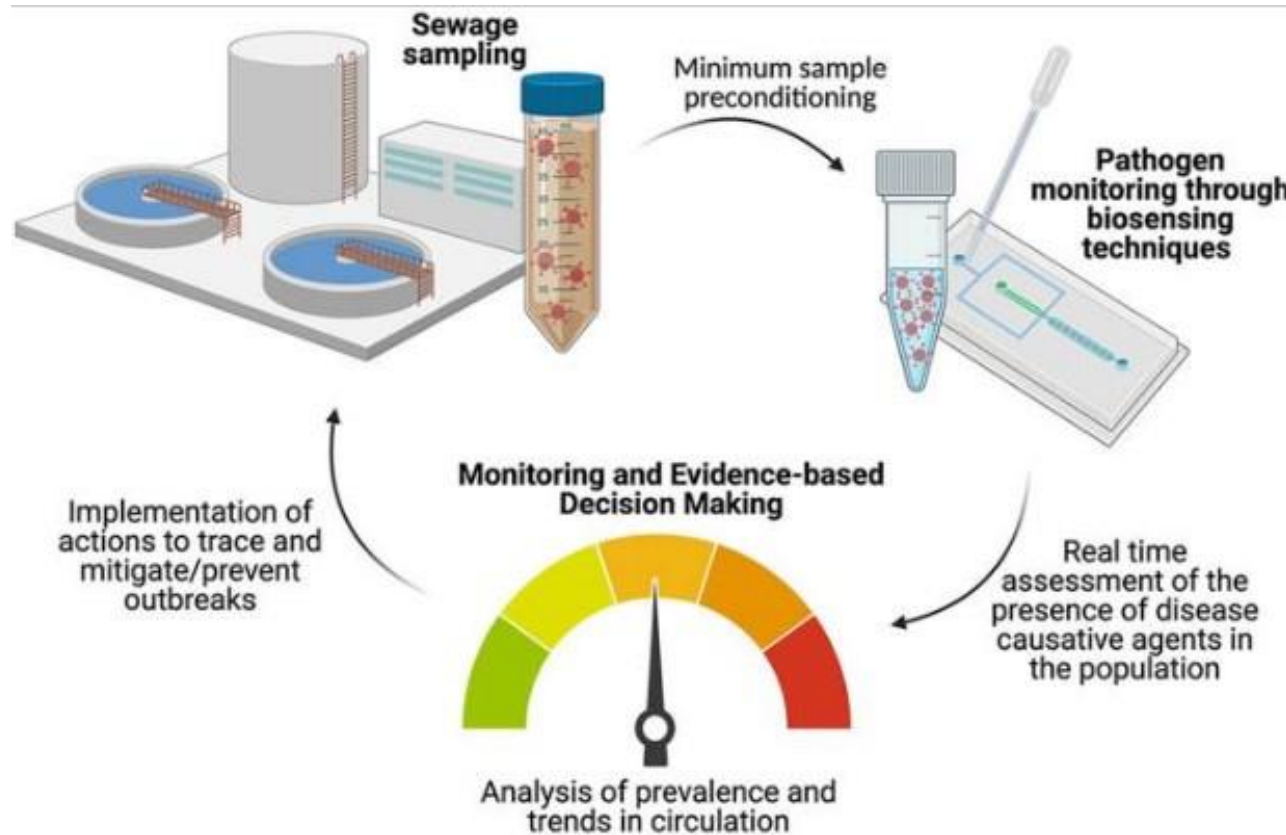 Sewage
sampling
Minimum sample
preconditioning
Pathogen
monitoring through
biosensing
techniques
Real time
assessment of the
presence of disease
causative agents in
the population
Monitoring and Evidence-based
Decision Making
Analysis of prevalence and
trends in circulation
Implementation of
actions to trace and
mitigate/prevent
outbreaks